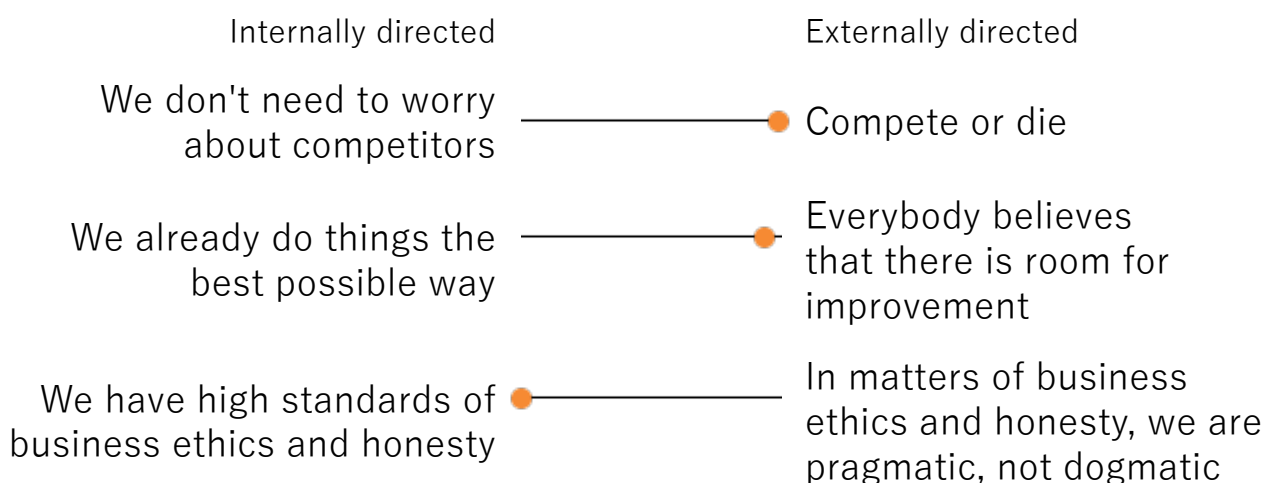 Internally directed
Externally directed
We don't need to worry
about competitors
Compete or die
We already do things the
best possible way
Everybody believes
that there is room for
improvement
We have high standards of
business ethics and honesty
In matters of business
ethics and honesty, we are
pragmatic, not dogmatic